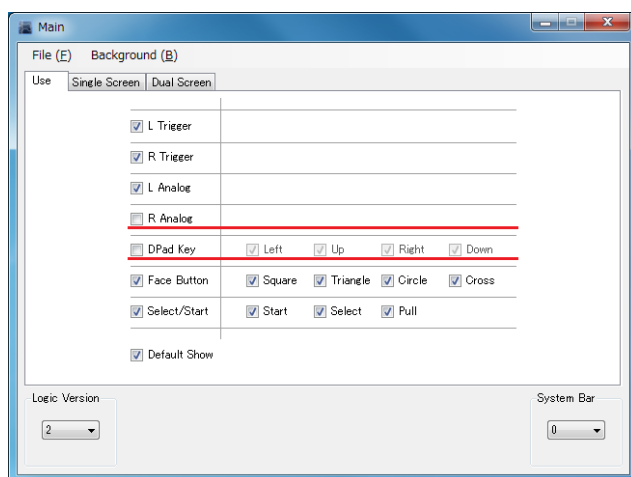 Main
File (F) Background (B)
Use Single Screen Dual Screen
L Trigger
R Trigger
L Analog
R Analog
DPad Key Left Up Right Down
Face Button Square Triangle Circle Cross
Select/Start Start Select Pull
Default Show
Logic Version System Bar
2 0